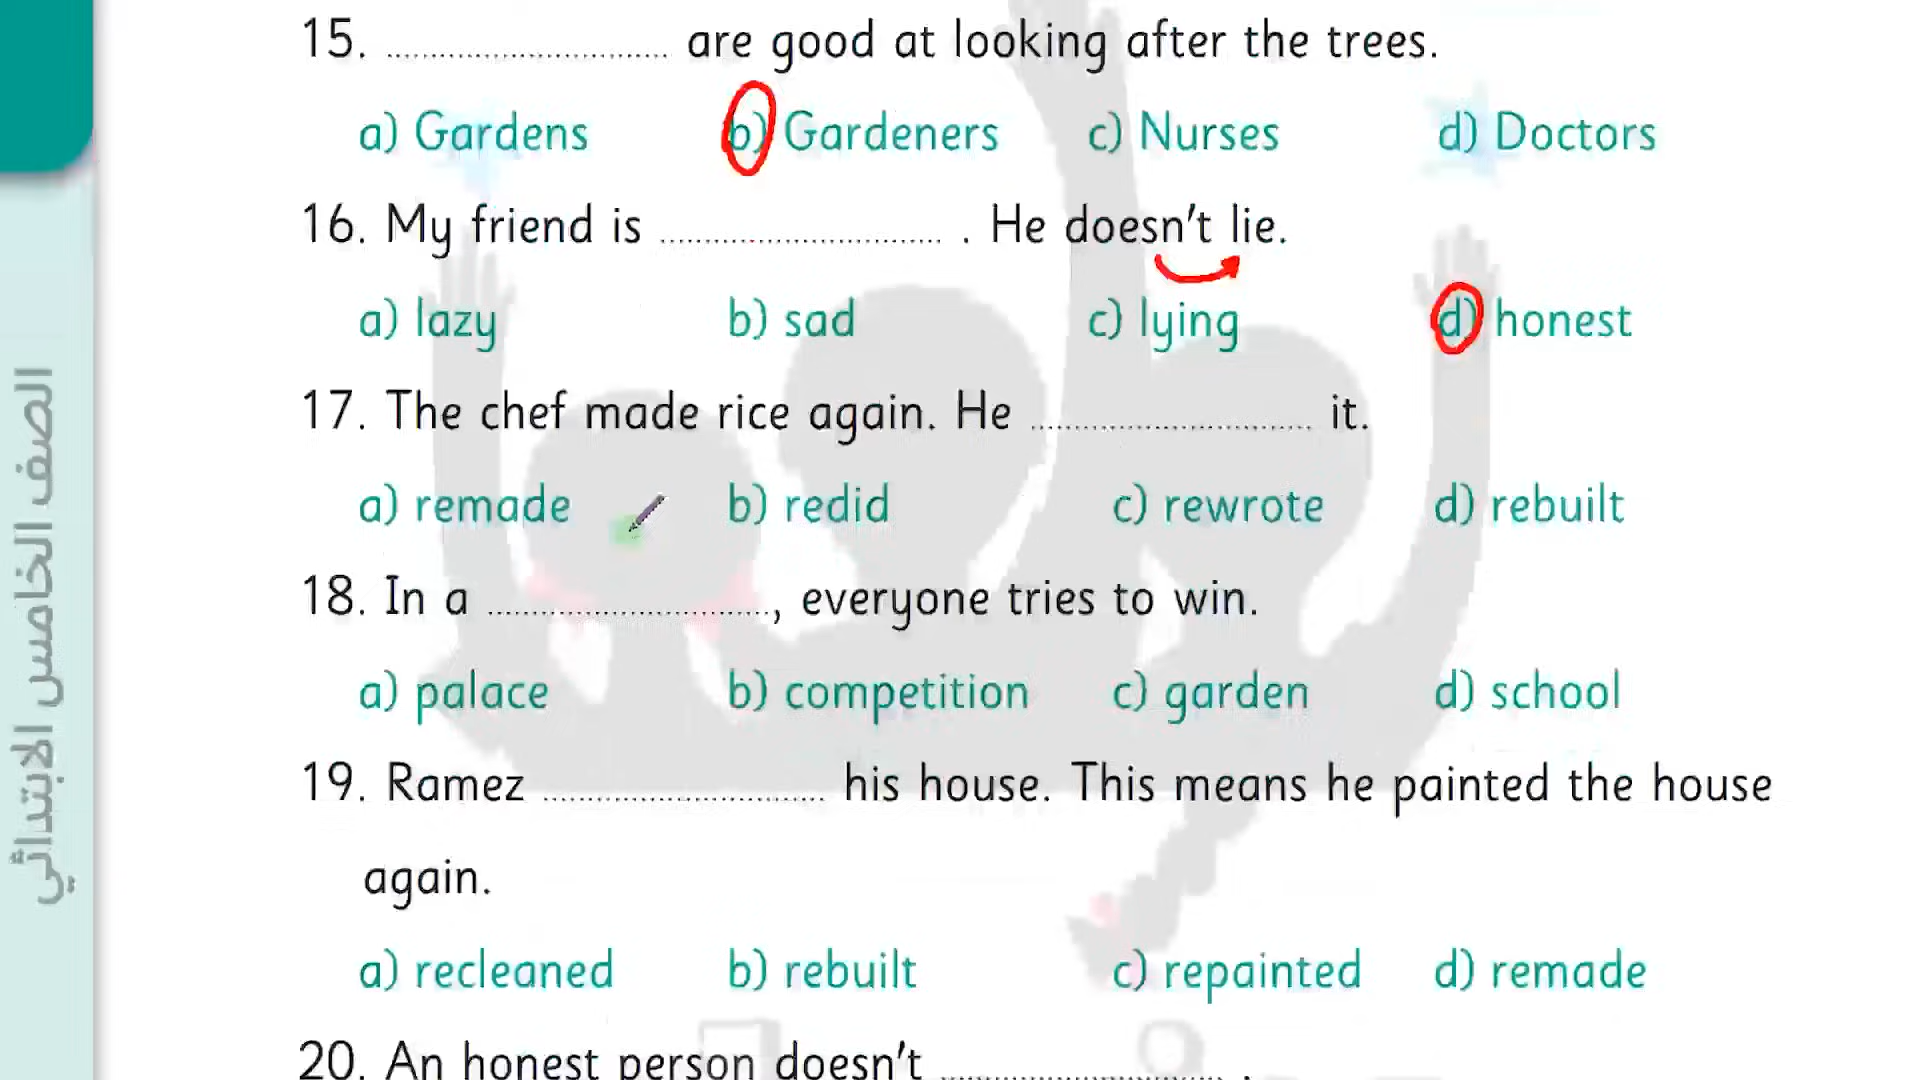 15. ............................ are good at looking after the trees.
a) Gardens b) Gardeners c) Nurses d) Doctors
16. My friend is ............................ . He doesn't lie.
a) lazy b) sad c) lying d) honest
17. The chef made rice again. He ............................ it.
a) remade b) redid c) rewrote d) rebuilt
18. In a ............................, everyone tries to win.
a) palace b) competition c) garden d) school
19. Ramez ............................ his house. This means he painted the house
again.
a) recleaned b) rebuilt c) repainted d) remade
20. An honest person doesn't ............................ .
الصف الخامس الابتدائي